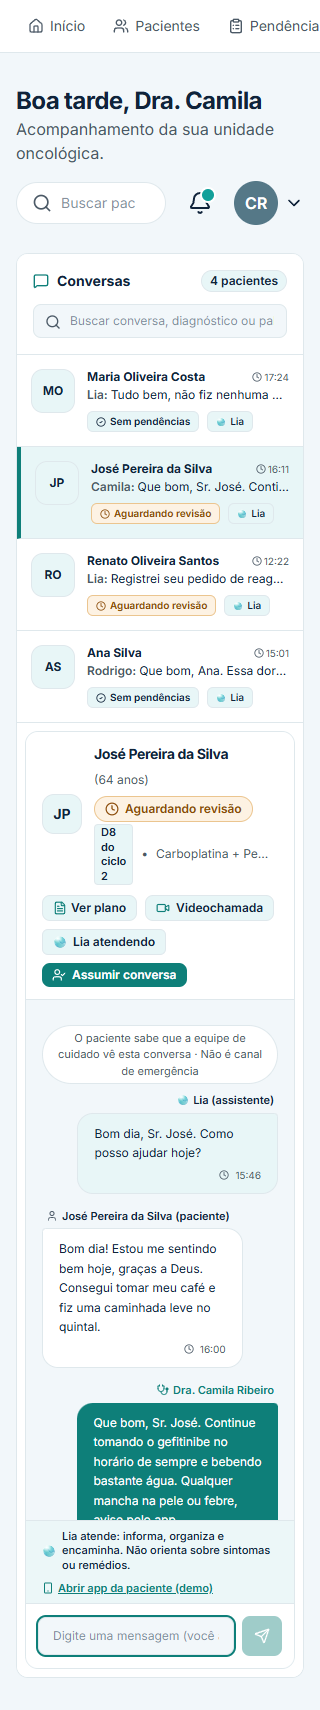 Início Pacientes Pendência
Boa tarde, Dra. Camila
Acompanhamento da sua unidade
oncológica.
Buscar pac
CR
Conversas
4 pacientes
Buscar conversa, diagnóstico ou pa
MO
Maria Oliveira Costa
17:24
Lia: Tudo bem, não fiz nenhuma ...
Sem pendências
Lia
JP
José Pereira da Silva
16:11
Camila: Que bom, Sr. José. Conti...
Aguardando revisão
Lia
RO
Renato Oliveira Santos
12:22
Lia: Registrei seu pedido de reag...
Aguardando revisão
Lia
AS
Ana Silva
15:01
Rodrigo: Que bom, Ana. Essa dor...
Sem pendências
Lia
JP
José Pereira da Silva
(64 anos)
Aguardando revisão
D8
do
ciclo
2
• Carboplatina + Pe...
Ver plano
Videochamada
Lia atendendo
Assumir conversa
O paciente sabe que a equipe de
cuidado vê esta conversa · Não é canal
de emergência
Lia (assistente)
Bom dia, Sr. José. Como
posso ajudar hoje?
15:46
José Pereira da Silva (paciente)
Bom dia! Estou me sentindo
bem hoje, graças a Deus.
Consegui tomar meu café e
fiz uma caminhada leve no
quintal.
16:00
Dra. Camila Ribeiro
Que bom, Sr. José. Continue
tomando o gefitinibe no
horário de sempre e bebendo
bastante água. Qualquer
mancha na pele ou febre,
avise pelo app
Lia atende: informa, organiza e
encaminha. Não orienta sobre sintomas
ou remédios.
Abrir app da paciente (demo)
Digite uma mensagem (você